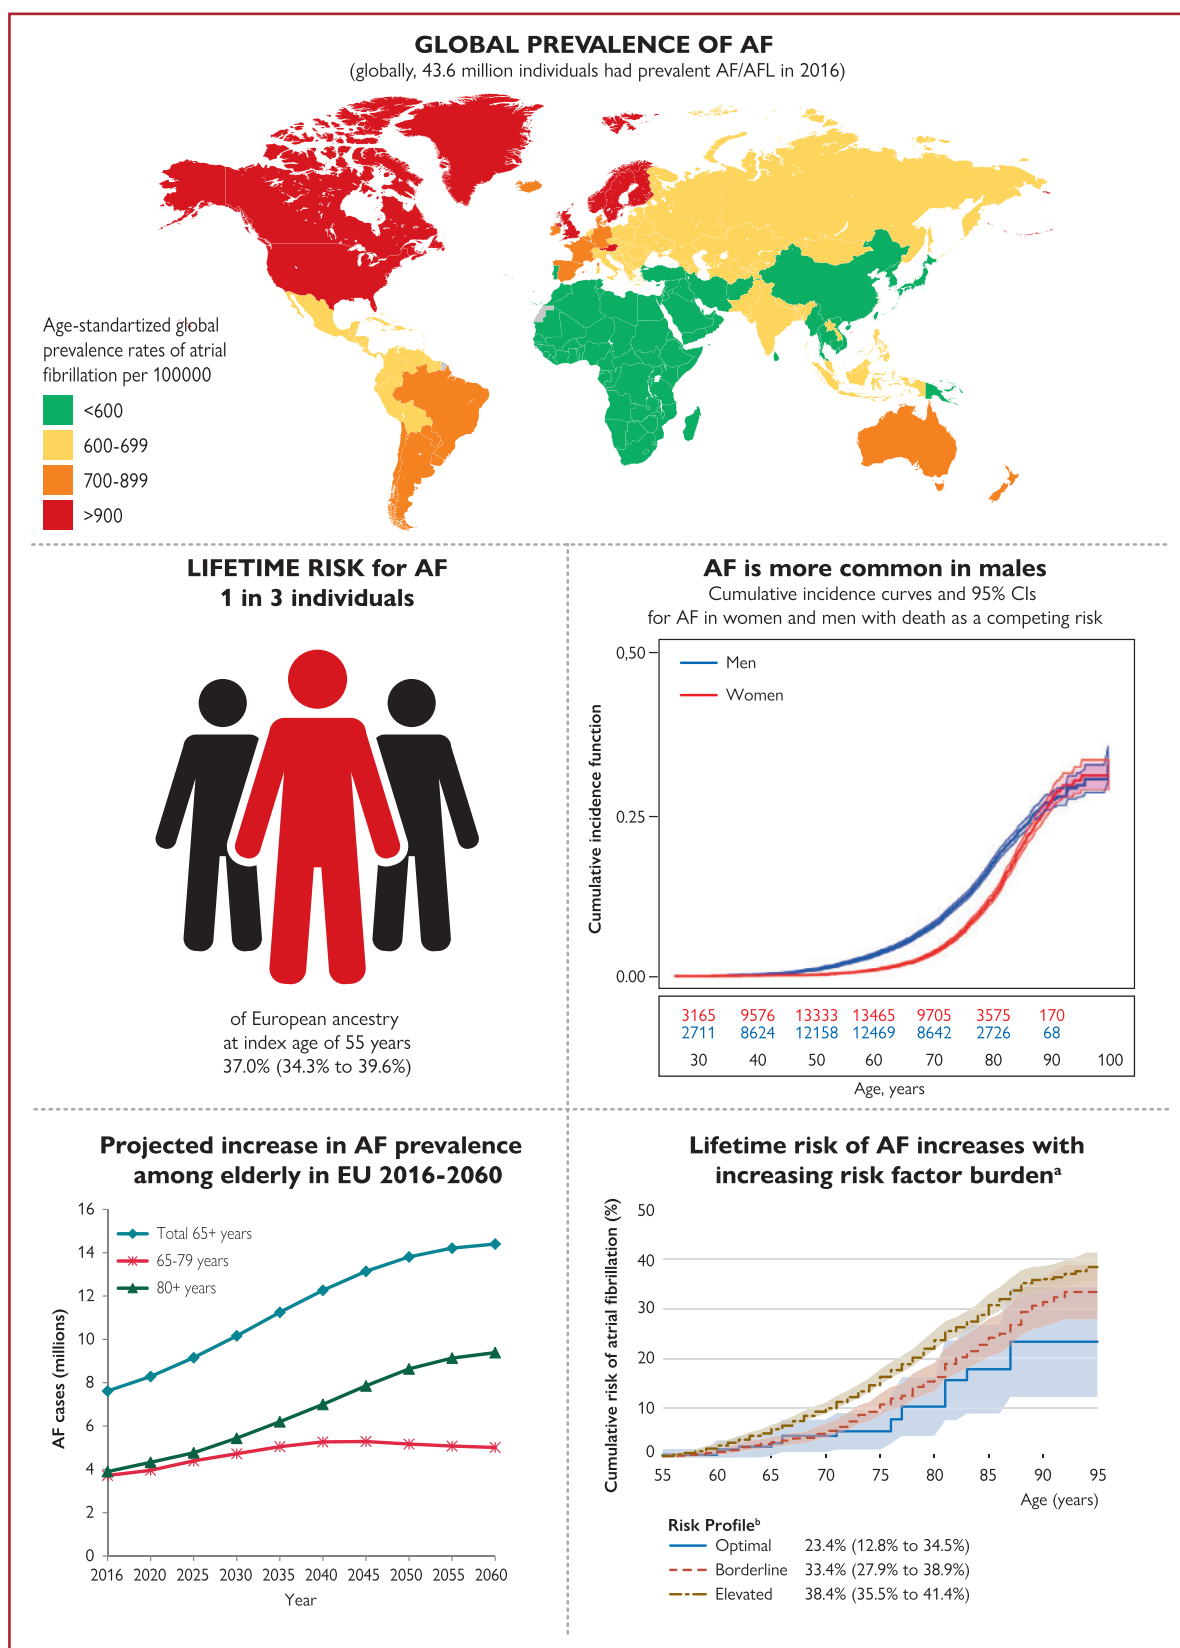 GLOBAL PREVALENCE OF AF
(globally, 43.6 million individuals had prevalent AF/AFL in 2016)
Age-standartized global
prevalence rates of atrial
fibrillation per 100000
<600
600-699
700-899
>900
LIFETIME RISK for AF
1 in 3 individuals
of European ancestry
at index age of 55 years
37.0% (34.3% to 39.6%)
AF is more common in males
Cumulative incidence curves and 95% CIs
for AF in women and men with death as a competing risk
Cumulative incidence function
0,50
0.25
0.00
Men
Women
3165 9576 13333 13465 9705 3575 170
2711 8624 12158 12469 8642 2726 68
30 40 50 60 70 80 90 100
Age, years
Projected increase in AF prevalence
among elderly in EU 2016-2060
AF cases (millions)
16
14
12
10
8
6
4
2
0
Total 65+ years
65-79 years
80+ years
2016 2020 2025 2030 2035 2040 2045 2050 2055 2060
Year
Lifetime risk of AF increases with
increasing risk factor burdenᵃ
Cumulative risk of atrial fibrillation (%)
50
40
30
20
10
0
55 60 65 70 75 80 85 90 95
Age (years)
Risk Profileᵇ
Optimal 23.4% (12.8% to 34.5%)
Borderline 33.4% (27.9% to 38.9%)
Elevated 38.4% (35.5% to 41.4%)